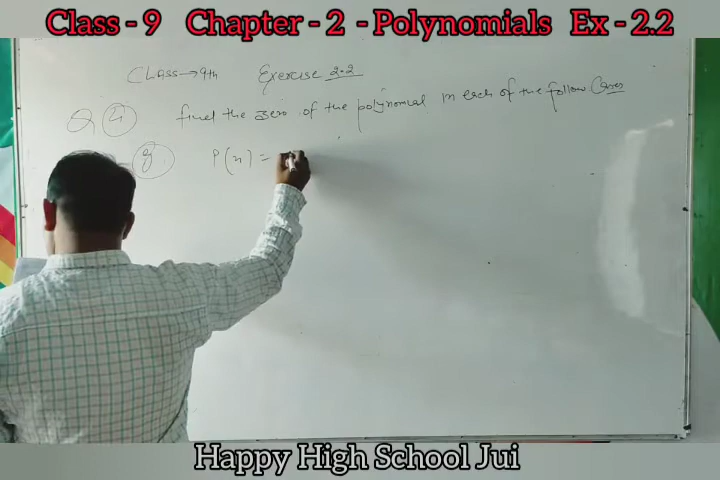 Class - 9 Chapter - 2 - Polynomials Ex - 2.2
Class → 9th Exercise 2.2
Q 4 find the zero of the polynomial in each of the follow Cases
P(x) =
Happy High School Jui